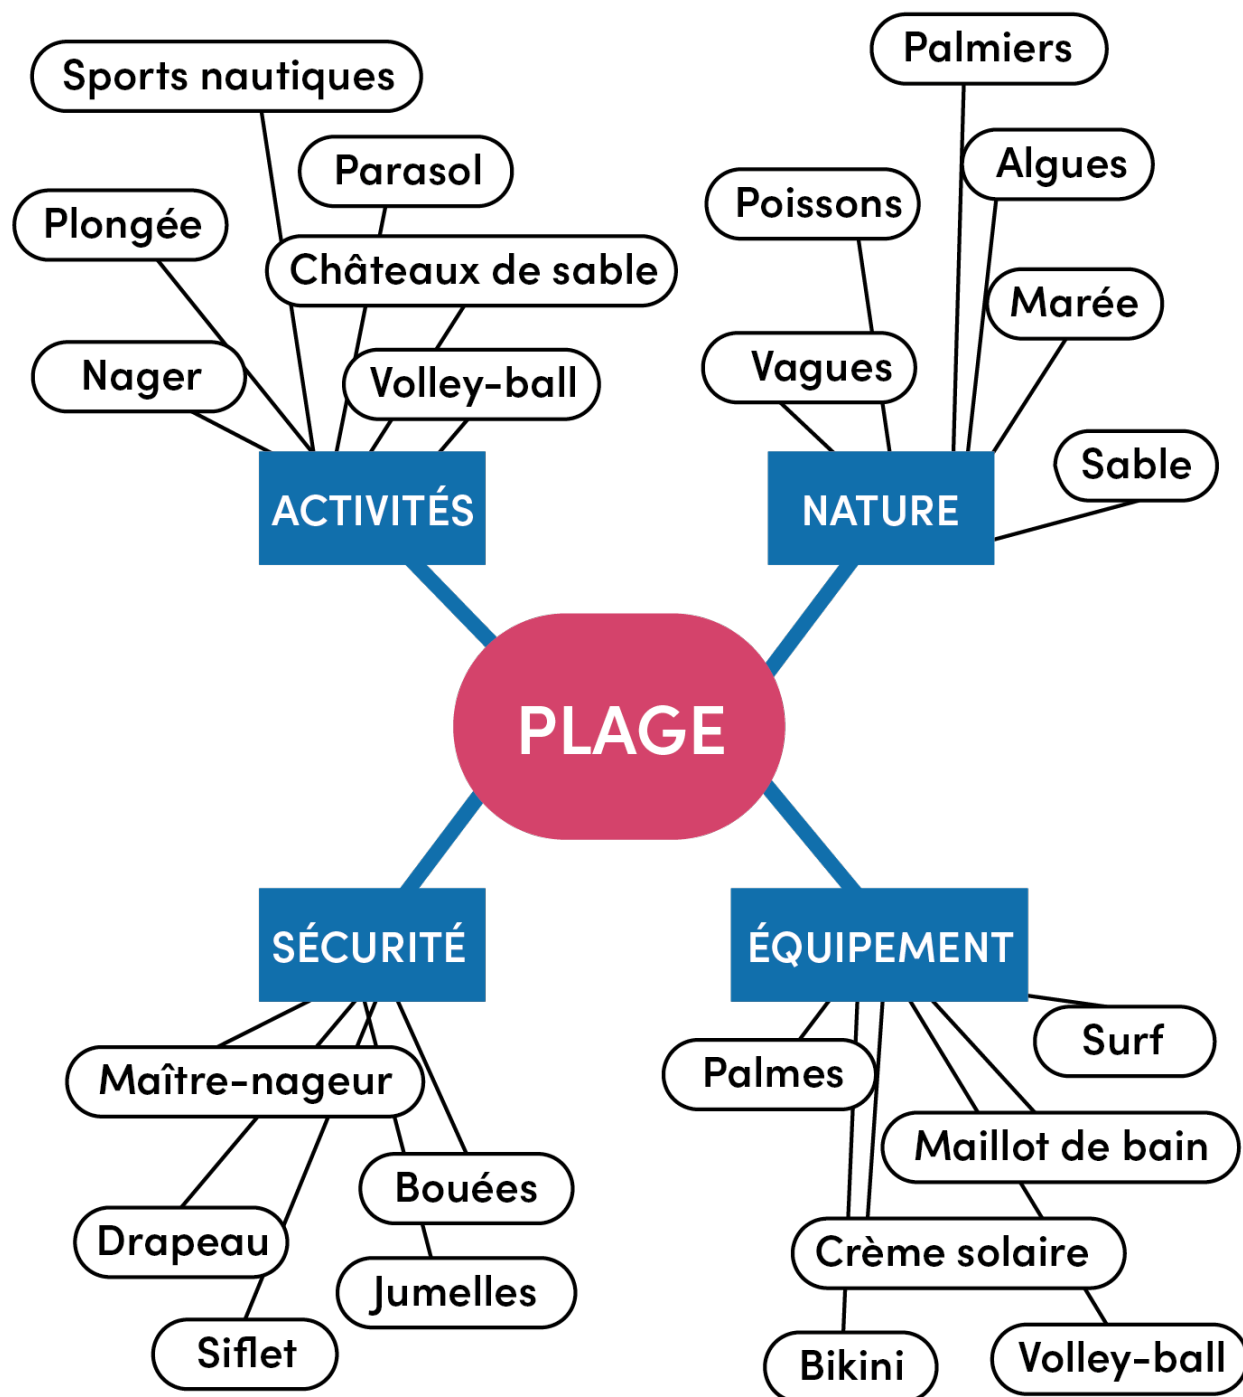 Sports nautiques
Parasol
Plongée
Châteaux de sable
Nager
Volley-ball
ACTIVITÉS
Palmiers
Algues
Poissons
Marée
Vagues
Sable
NATURE
PLAGE
SÉCURITÉ
Maître-nageur
Bouées
Drapeau
Jumelles
Siflet
ÉQUIPEMENT
Surf
Palmes
Maillot de bain
Crème solaire
Bikini
Volley-ball